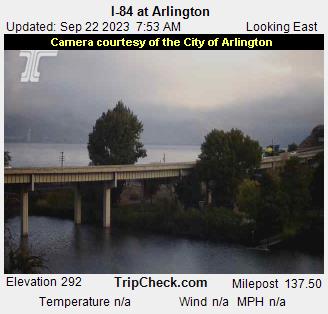 I-84 at Arlington
Updated: Sep 22 2023 7:53 AM Looking East
Camera courtesy of the City of Arlington
Elevation 292 TripCheck.com Milepost 137.50
Temperature n/a Wind n/a MPH n/a